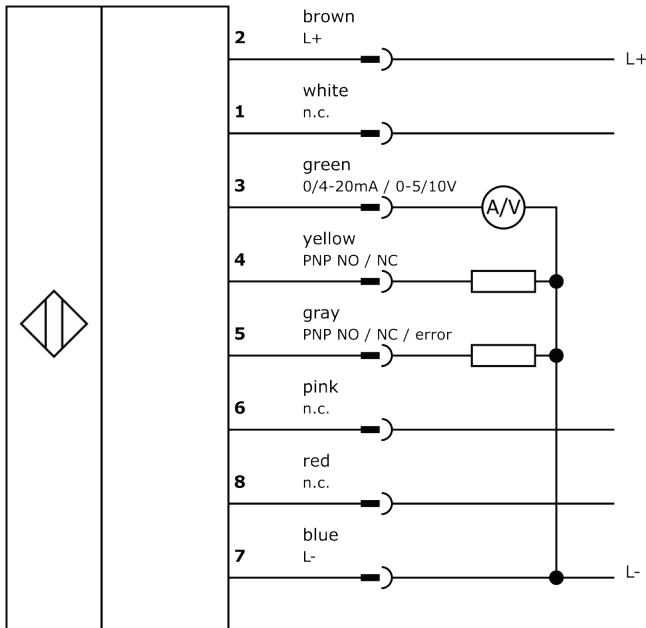 brown
2 L+
L+
white
1 n.c.
green
3 0/4-20mA / 0-5/10V
A/V
yellow
4 PNP NO / NC
gray
5 PNP NO / NC / error
pink
6 n.c.
red
8 n.c.
blue
7 L-
L-